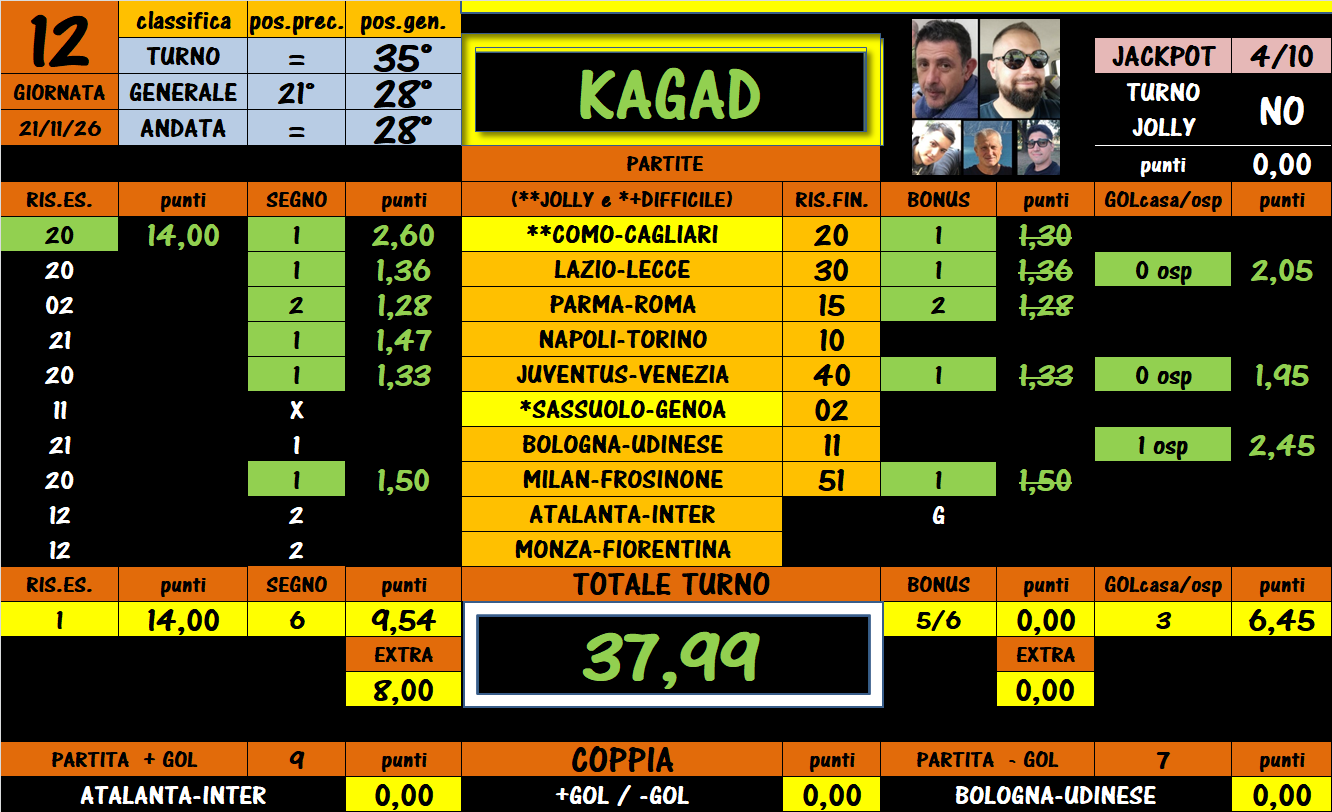 12 classifica pos.prec. pos.gen.
TURNO = 35°
GIORNATA GENERALE 21° 28°
21/11/26 ANDATA = 28°
KAGAD
JACKPOT 4/10
TURNO JOLLY NO
punti 0,00
PARTITE
RIS.ES. punti SEGNO punti (**JOLLY e *+DIFFICILE) RIS.FIN. BONUS punti GOLcasa/osp punti
20 14,00 1 2,60 **COMO-CAGLIARI 20 1 1,30
20 1 1,36 LAZIO-LECCE 30 1 1,36 0 osp 2,05
02 2 1,28 PARMA-ROMA 15 2 1,28
21 1 1,47 NAPOLI-TORINO 10
20 1 1,33 JUVENTUS-VENEZIA 40 1 1,33 0 osp 1,95
11 X *SASSUOLO-GENOA 02
21 1 BOLOGNA-UDINESE 11 1 osp 2,45
20 1 1,50 MILAN-FROSINONE 51 1 1,50
12 2 ATALANTA-INTER G
12 2 MONZA-FIORENTINA
RIS.ES. punti SEGNO punti TOTALE TURNO BONUS punti GOLcasa/osp punti
1 14,00 6 9,54 37,99 5/6 0,00 3 6,45
EXTRA EXTRA
8,00 0,00
PARTITA + GOL 9 punti COPPIA punti PARTITA - GOL 7 punti
ATALANTA-INTER 0,00 +GOL / -GOL 0,00 BOLOGNA-UDINESE 0,00